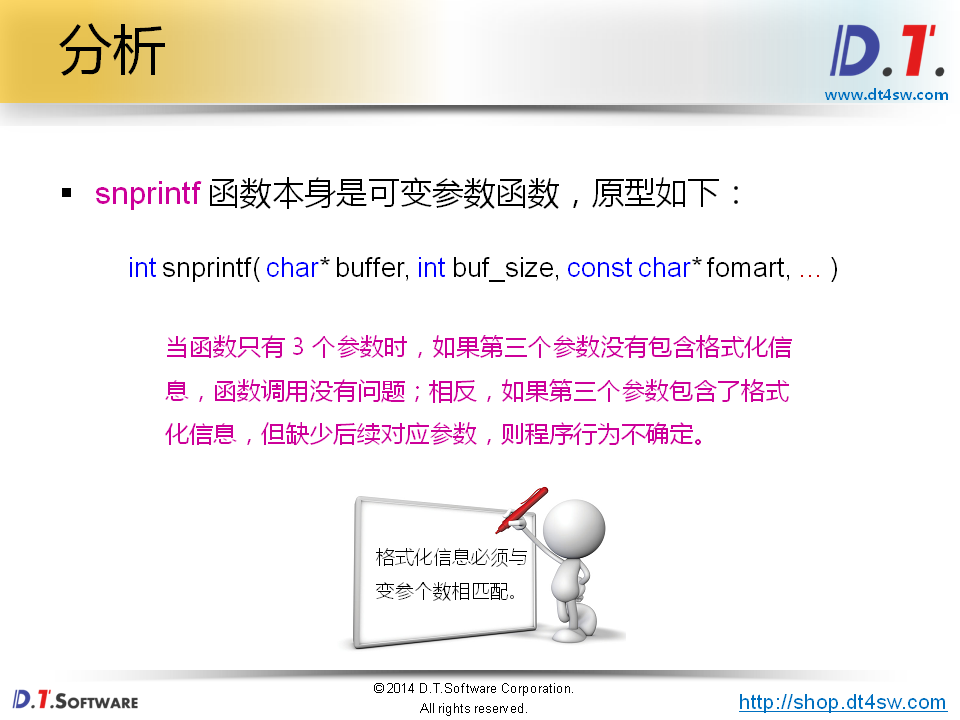 分析
D.T.
www.dt4sw.com
▪ snprintf 函数本身是可变参数函数，原型如下：
int snprintf( char* buffer, int buf_size, const char* fomart, ... )
当函数只有 3 个参数时，如果第三个参数没有包含格式化信
息，函数调用没有问题；相反，如果第三个参数包含了格式
化信息，但缺少后续对应参数，则程序行为不确定。
格式化信息必须与
变参个数相匹配。
D.T.SOFTWARE
©2014 D.T.Software Corporation.
All rights reserved.
http://shop.dt4sw.com